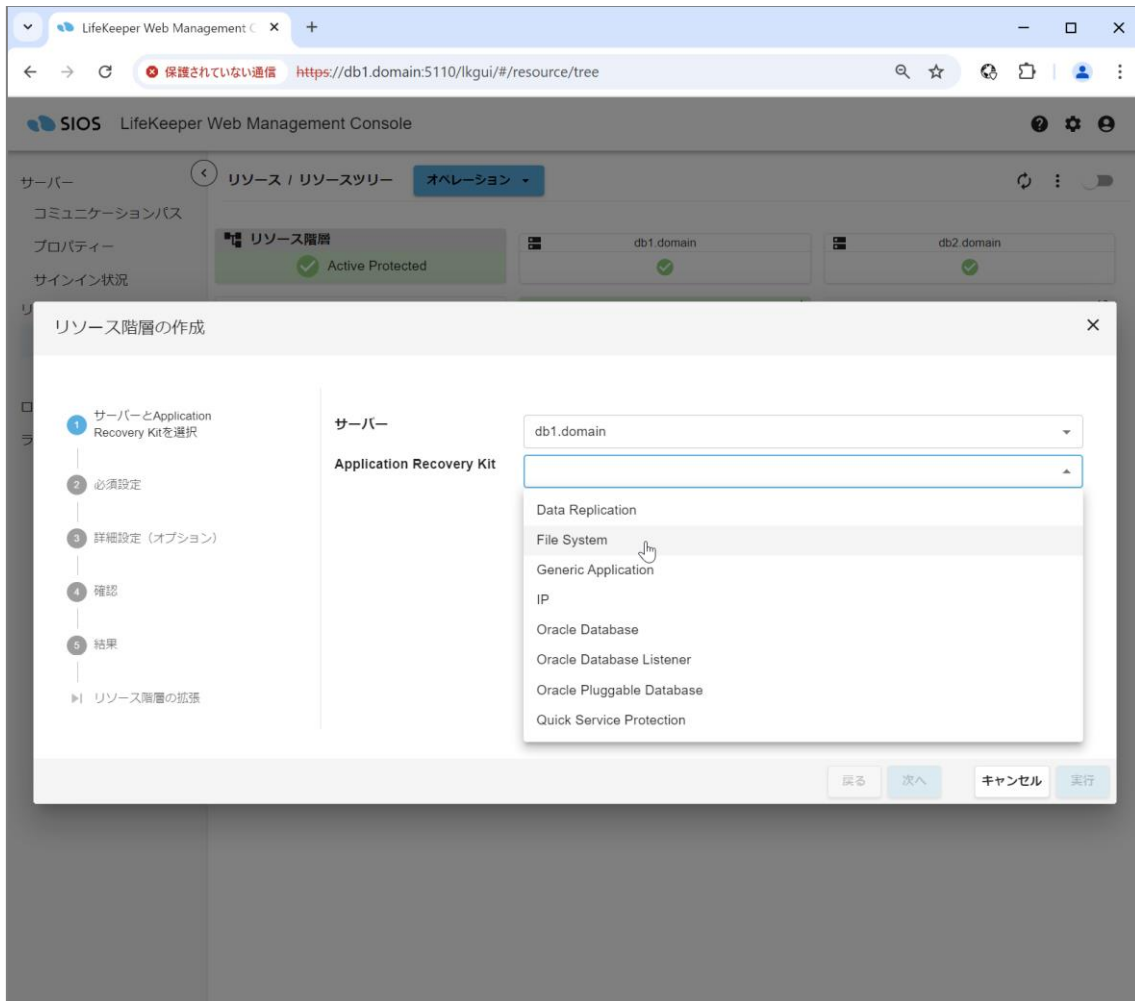 LifeKeeper Web Management C
保護されていない通信
https://db1.domain:5110/lkgui/#/resource/tree
SIOS LifeKeeper Web Management Console
サーバー
コミュニケーションパス
プロパティー
サインイン状況
リソース / リソースツリー
オペレーション
リソース階層
Active Protected
db1.domain
db2.domain
リソース階層の作成
1
サーバーとApplication
Recovery Kitを選択
2 必須設定
3 詳細設定（オプション）
4 確認
5 結果
リソース階層の拡張
サーバー
db1.domain
Application Recovery Kit
Data Replication
File System
Generic Application
IP
Oracle Database
Oracle Database Listener
Oracle Pluggable Database
Quick Service Protection
戻る
次へ
キャンセル
実行